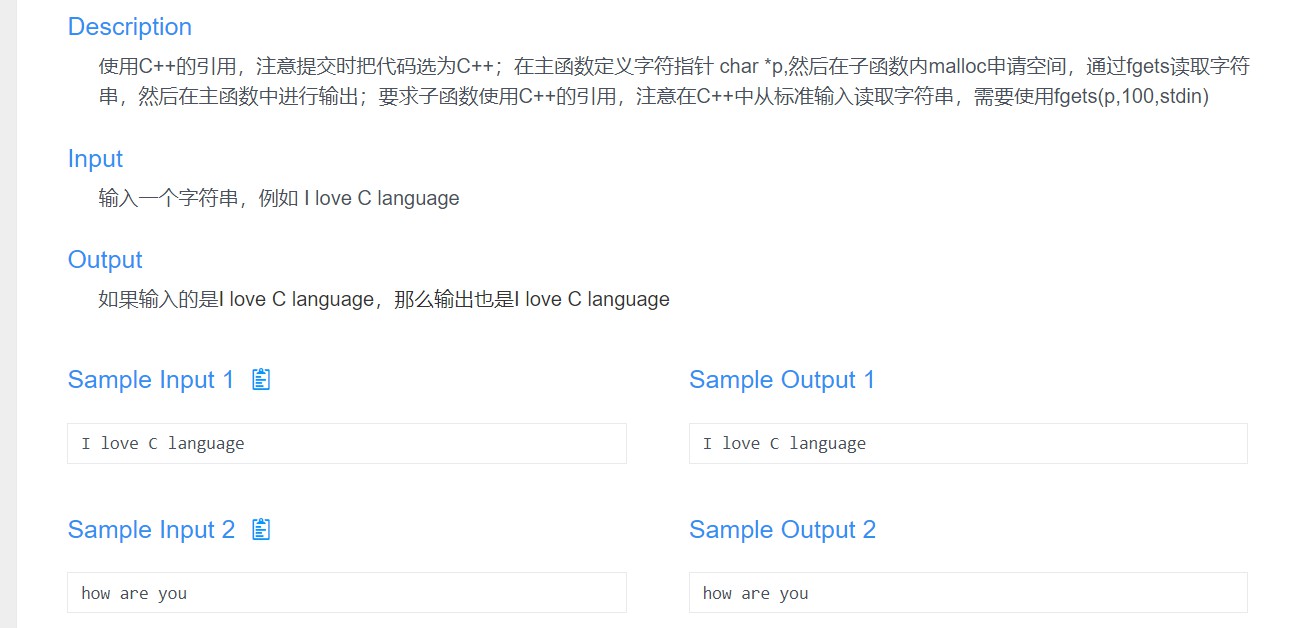 Description
使用C++的引用，注意提交时把代码选为C++；在主函数定义字符指针 char *p,然后在子函数内malloc申请空间，通过fgets读取字符
串，然后在主函数中进行输出；要求子函数使用C++的引用，注意在C++中从标准输入读取字符串，需要使用fgets(p,100,stdin)
Input
输入一个字符串，例如 I love C language
Output
如果输入的是I love C language，那么输出也是I love C language
Sample Input 1
Sample Output 1
I love C language
I love C language
Sample Input 2
Sample Output 2
how are you
how are you